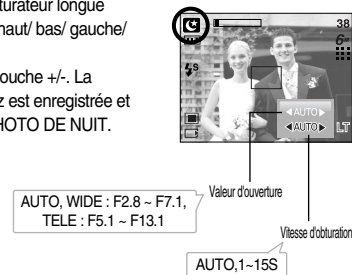 turateur longue
haut/ bas/ gauche/
ouche +/-. La
z est enregistrée et
HOTO DE NUIT.
38
6M
S
AUTO
AUTO
LT
Valeur d'ouverture
AUTO, WIDE : F2.8 ~ F7.1,
TELE : F5.1 ~ F13.1
Vitesse d'obturation
AUTO,1~15S